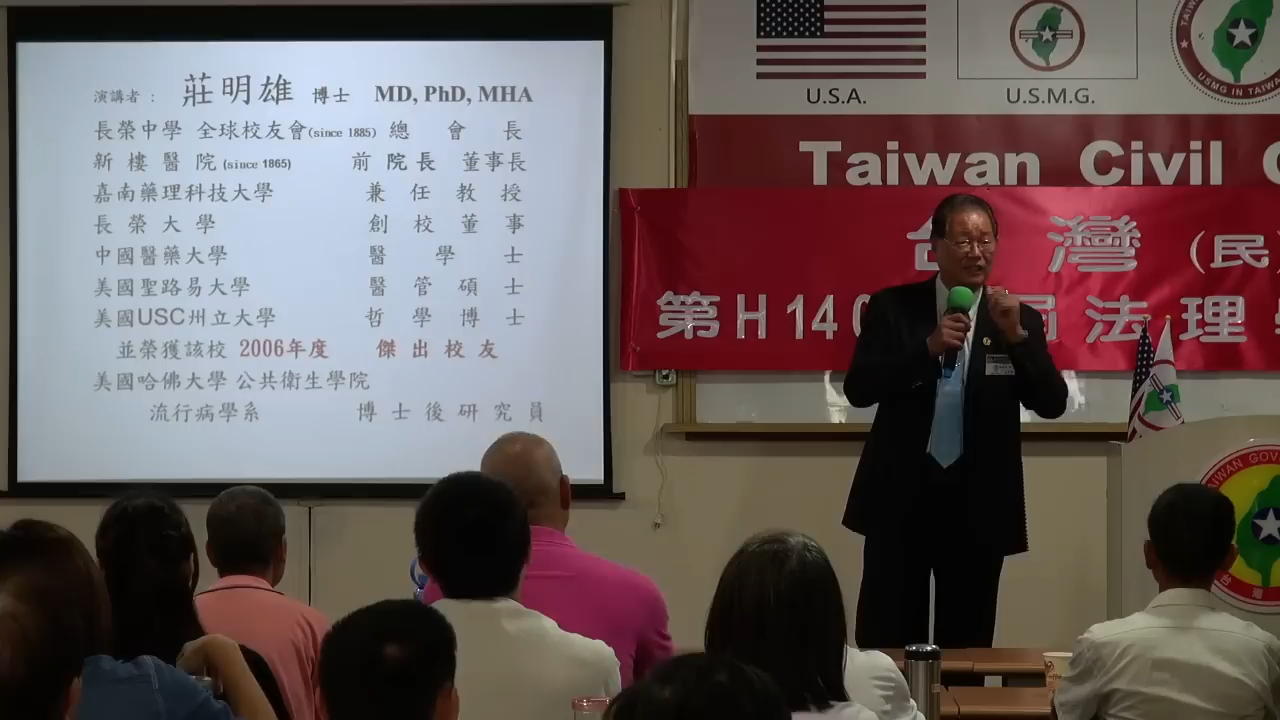 演講者： 莊明雄 博士 MD, PhD, MHA
長榮中學 全球校友會(since 1885) 總會長
新樓醫院(since 1865) 前院長 董事長
嘉南藥理科技大學 兼任教授
長榮大學 創校董事
中國醫藥大學 醫學士
美國聖路易大學 醫管碩士
美國USC州立大學 哲學博士
並榮獲該校 2006年度 傑出校友
美國哈佛大學 公共衛生學院
流行病學系 博士後研究員
U.S.A.
U.S.M.G.
USMG IN TAIWAN
Taiwan Civil
台灣（民
第H14 法理
TAIWAN GOV
台灣